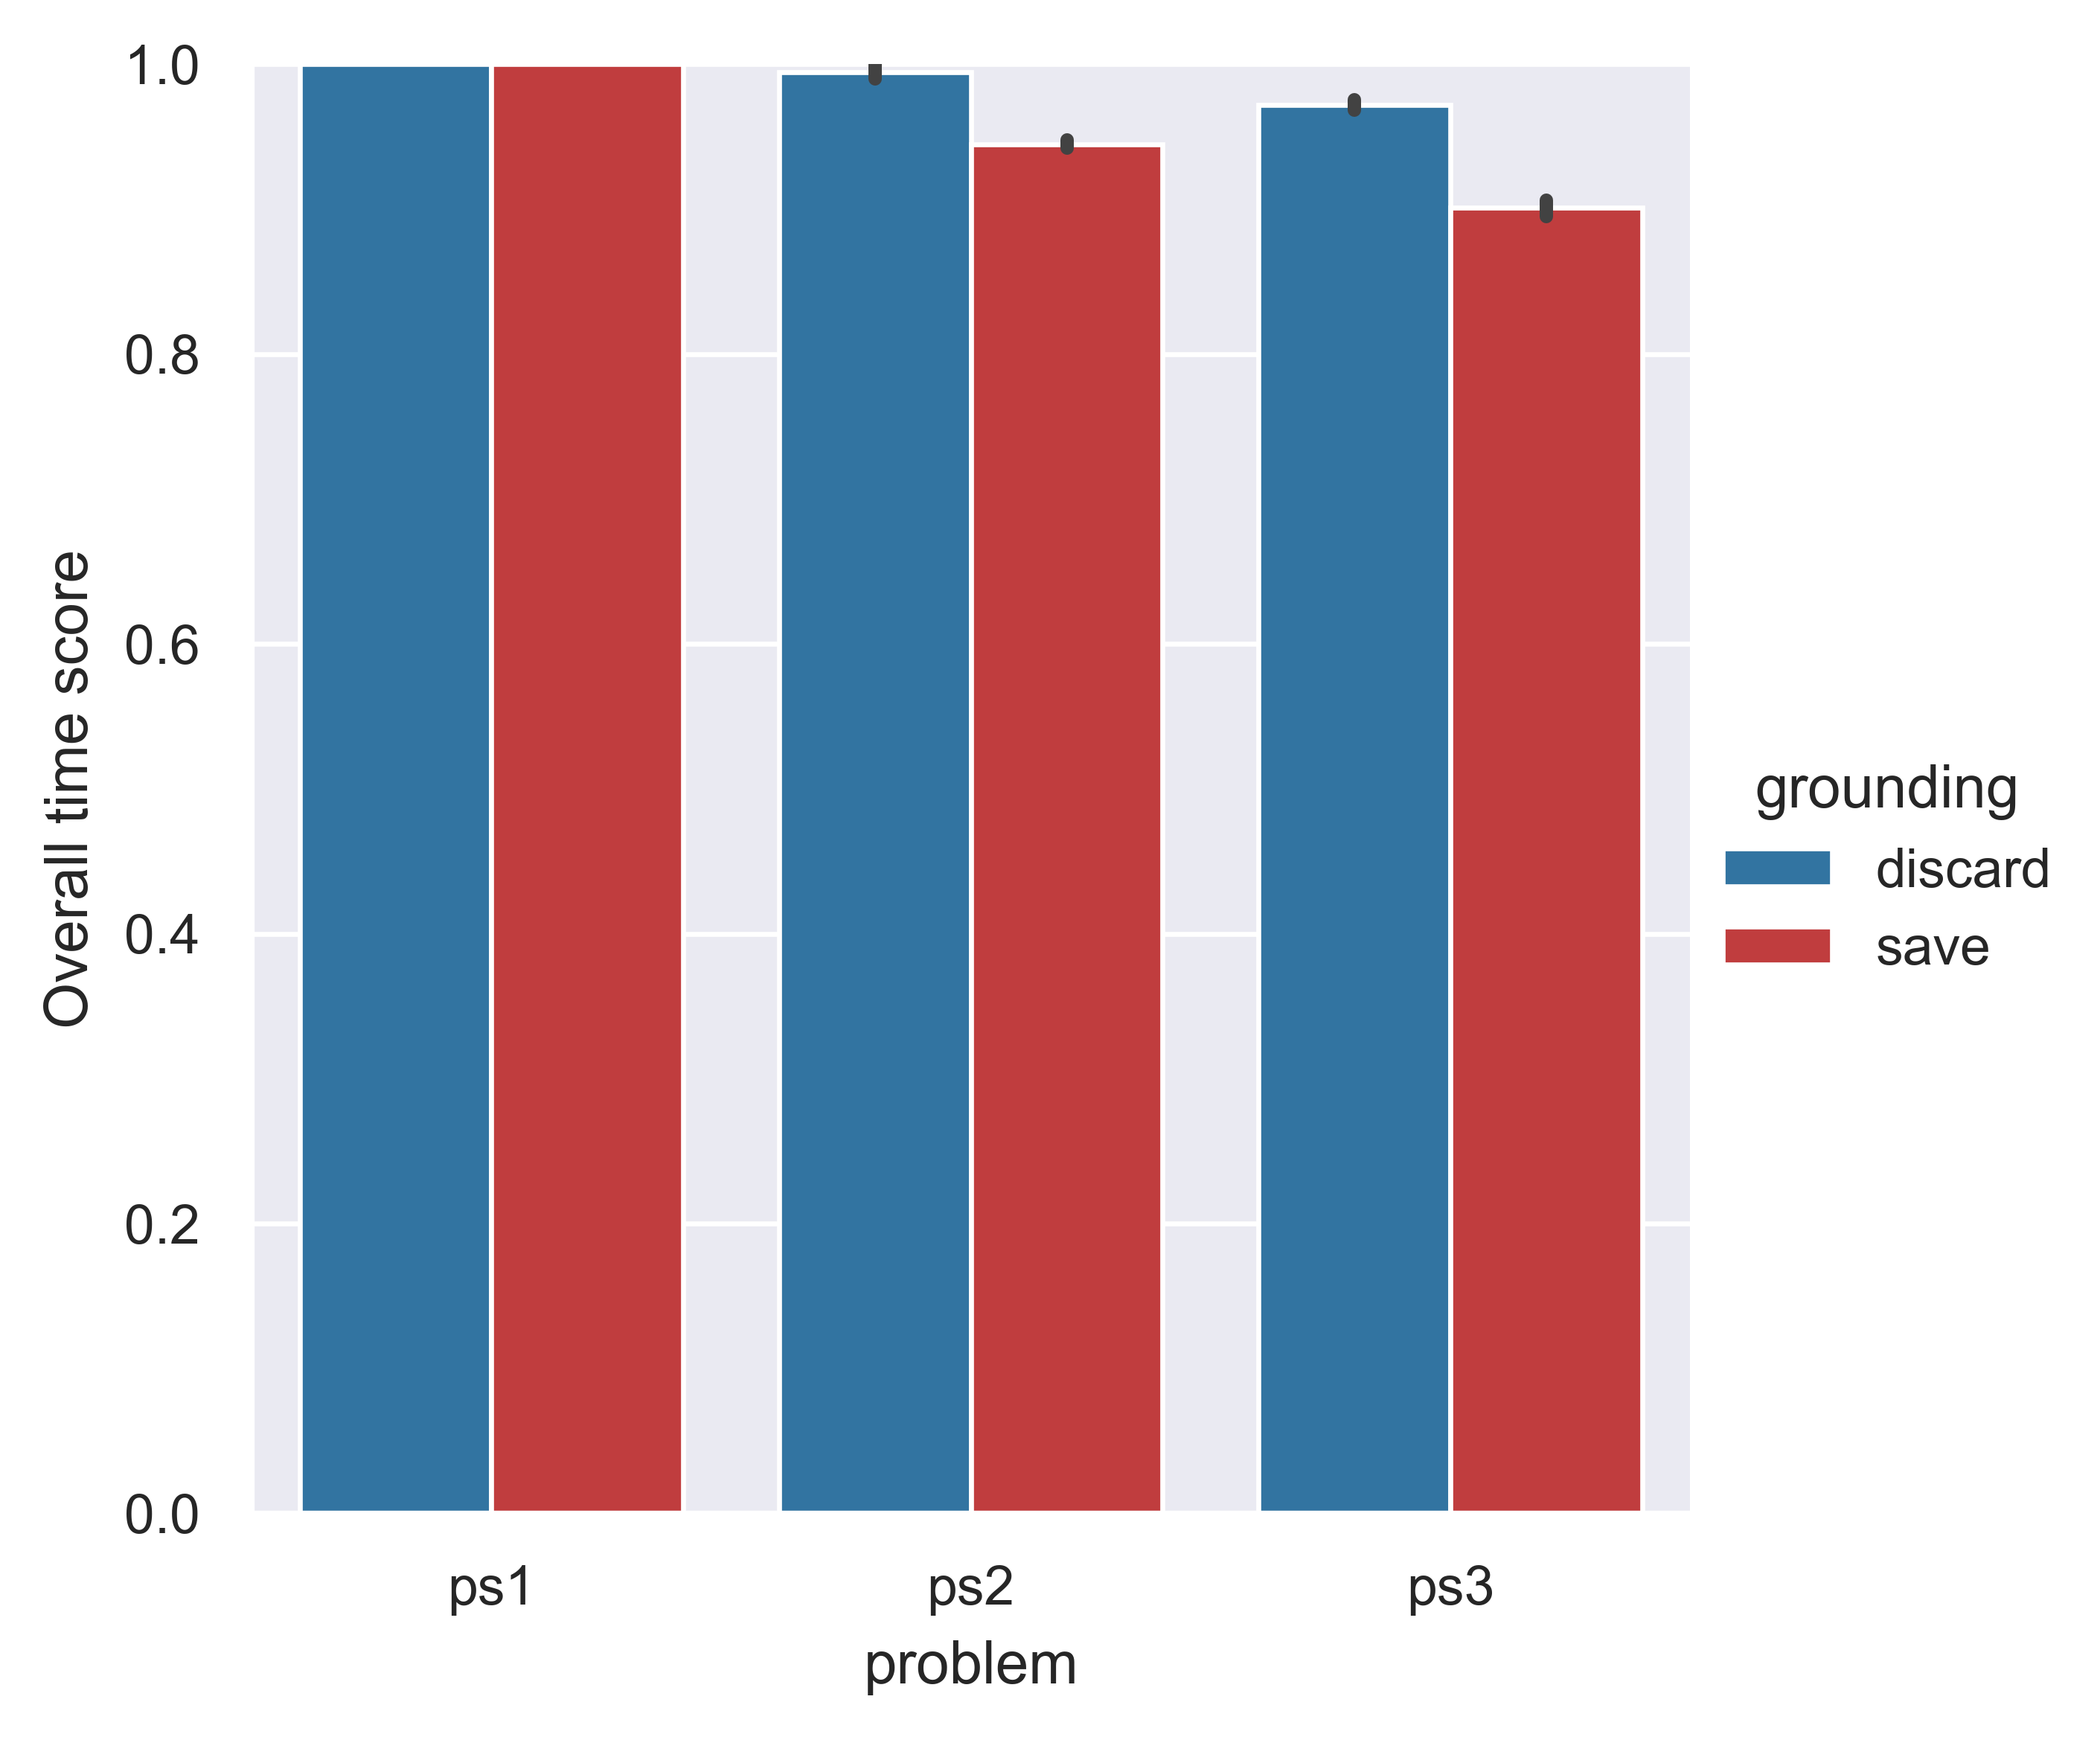 1.0
0.8
0.6
0.4
0.2
0.0
Overall time score
ps1 ps2 ps3
problem
grounding
discard
save